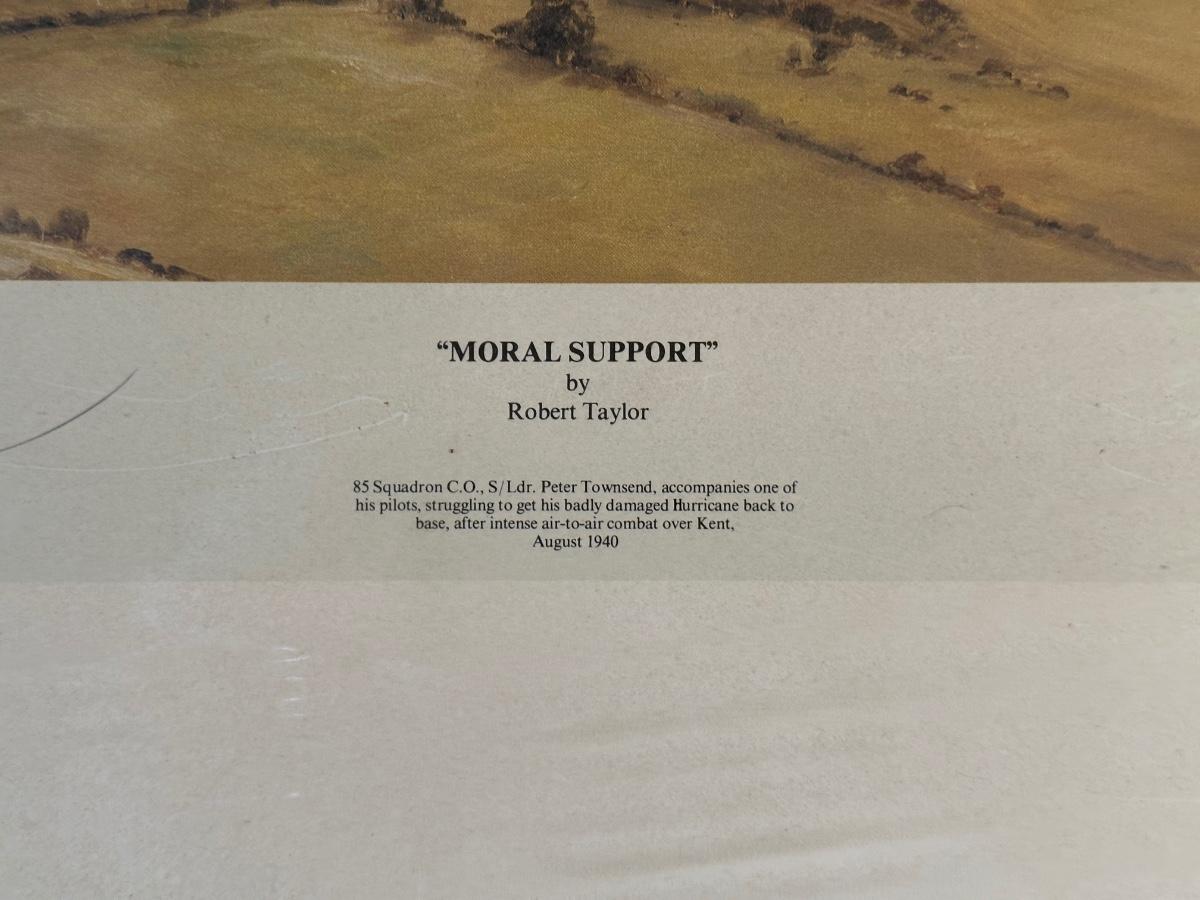 “MORAL SUPPORT”
by
Robert Taylor
85 Squadron C.O., S/Ldr. Peter Townsend, accompanies one of
his pilots, struggling to get his badly damaged Hurricane back to
base, after intense air-to-air combat over Kent,
August 1940